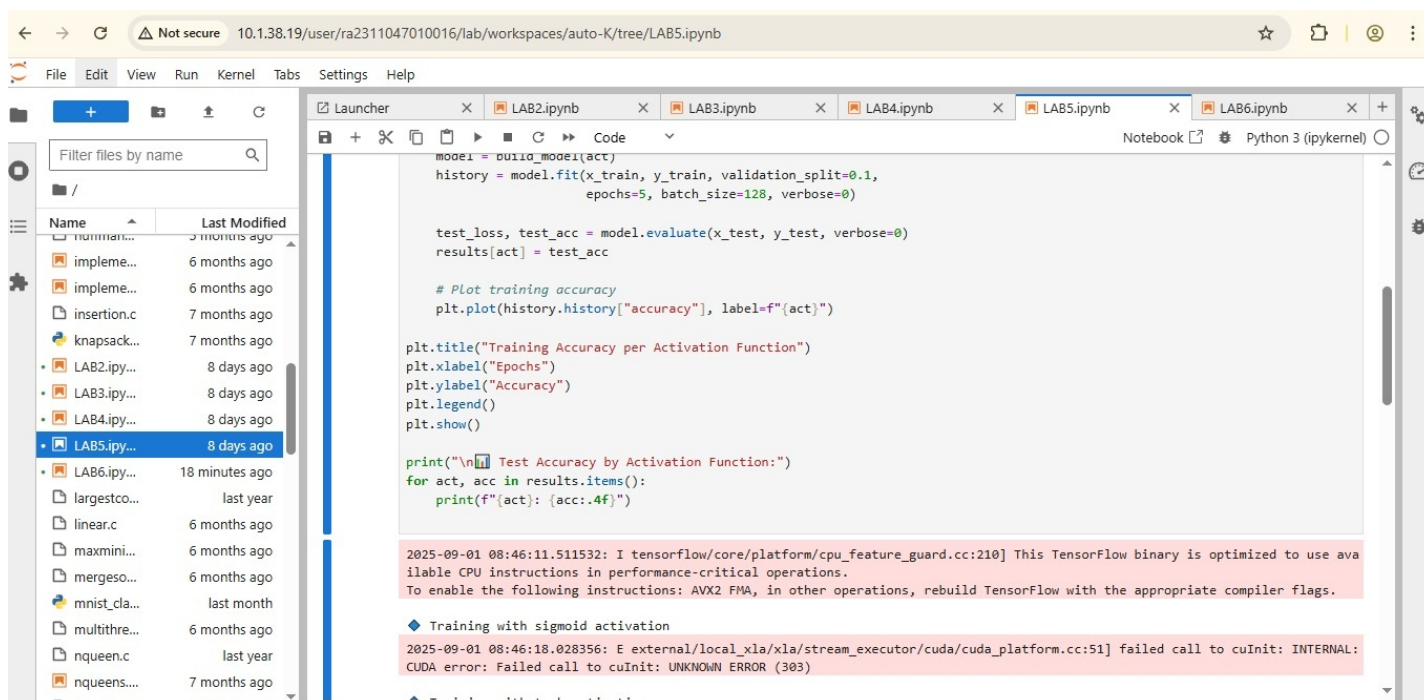 Not secure 10.1.38.19/user/ra2311047010016/lab/workspaces/auto-K/tree/LAB5.ipynb
File Edit View Run Kernel Tabs Settings Help
Launcher LAB2.ipynb LAB3.ipynb LAB4.ipynb LAB5.ipynb LAB6.ipynb
Code Notebook Python 3 (ipykernel)
Filter files by name
/
Name Last Modified
huffman... months ago
impleme... 6 months ago
impleme... 6 months ago
insertion.c 7 months ago
knapsack... 7 months ago
LAB2.ipy... 8 days ago
LAB3.ipy... 8 days ago
LAB4.ipy... 8 days ago
LAB5.ipy... 8 days ago
LAB6.ipy... 18 minutes ago
largestco... last year
linear.c 6 months ago
maxmini... 6 months ago
mergeso... 6 months ago
mnist_cla... last month
multithre... 6 months ago
nqueen.c last year
nqueens.... 7 months ago
model = build_model(act)
history = model.fit(x_train, y_train, validation_split=0.1,
epochs=5, batch_size=128, verbose=0)
test_loss, test_acc = model.evaluate(x_test, y_test, verbose=0)
results[act] = test_acc
# Plot training accuracy
plt.plot(history.history["accuracy"], label=f"{act}")
plt.title("Training Accuracy per Activation Function")
plt.xlabel("Epochs")
plt.ylabel("Accuracy")
plt.legend()
plt.show()
print("\n📊 Test Accuracy by Activation Function:")
for act, acc in results.items():
print(f"{act}: {acc:.4f}")
2025-09-01 08:46:11.511532: I tensorflow/core/platform/cpu_feature_guard.cc:210] This TensorFlow binary is optimized to use ava
ilable CPU instructions in performance-critical operations.
To enable the following instructions: AVX2 FMA, in other operations, rebuild TensorFlow with the appropriate compiler flags.
🔷 Training with sigmoid activation
2025-09-01 08:46:18.028356: E external/local_xla/xla/stream_executor/cuda/cuda_platform.cc:51] failed call to cuInit: INTERNAL:
CUDA error: Failed call to cuInit: UNKNOWN ERROR (303)